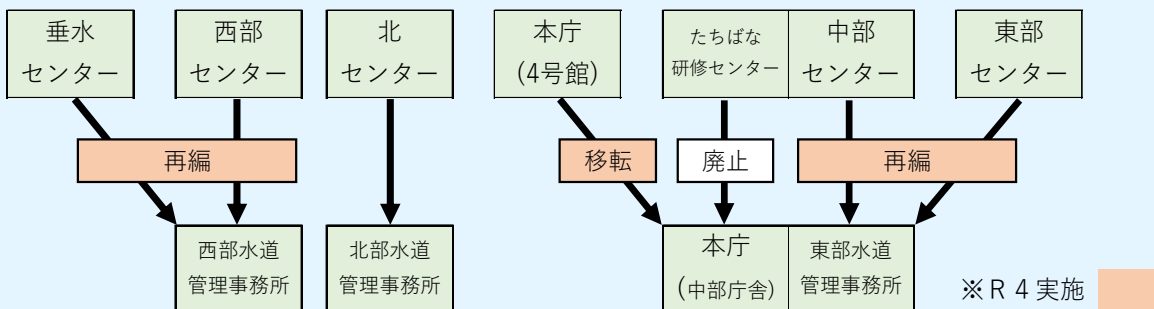 垂水
センター
西部
センター
北
センター
本庁
(4号館)
たちばな
研修センター
中部
センター
東部
センター
再編
移転
廃止
再編
西部水道
管理事務所
北部水道
管理事務所
本庁
(中部庁舎)
東部水道
管理事務所
※R 4 実施